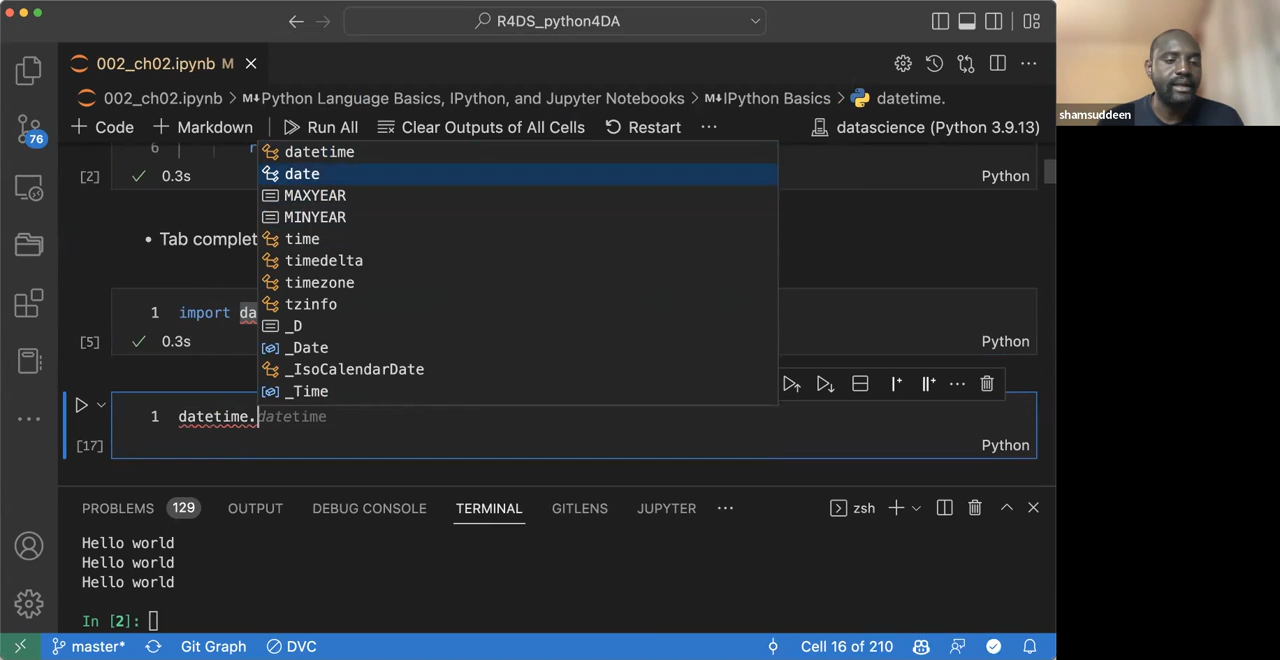 R4DS_python4DA
002_ch02.ipynb M
002_ch02.ipynb > M↓Python Language Basics, IPython, and Jupyter Notebooks > M↓IPython Basics > datetime.
+ Code + Markdown Run All Clear Outputs of All Cells Restart ... datascience (Python 3.9.13)
6 r
[2] 0.3s Python
datetime
date
MAXYEAR
MINYEAR
time
timedelta
timezone
tzinfo
_D
_Date
_IsoCalendarDate
_Time
• Tab complet
1 import da
[5] 0.3s Python
1 datetime.datetime
[17] Python
76
PROBLEMS 129 OUTPUT DEBUG CONSOLE TERMINAL GITLENS JUPYTER ... zsh
Hello world
Hello world
Hello world
In [2]:
master* Git Graph DVC Cell 16 of 210
shamsuddeen